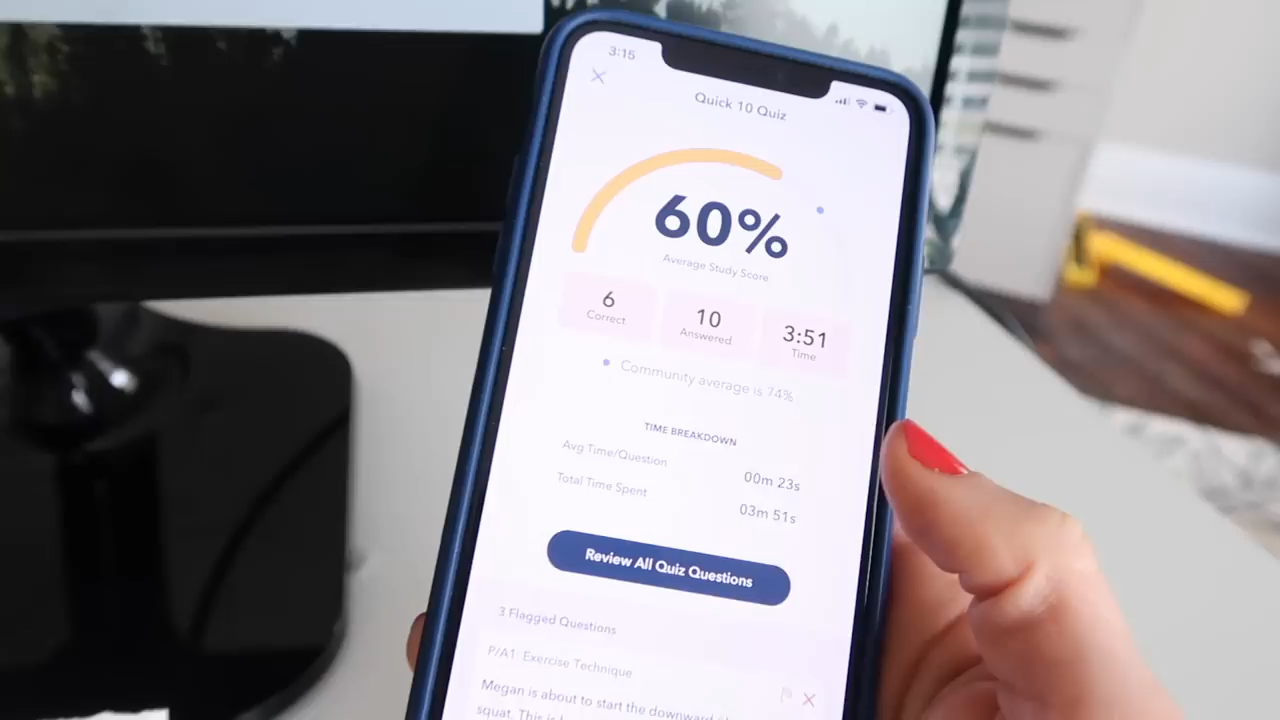 3:15
Quick 10 Quiz
60%
Average Study Score
6
Correct
10
Answered
3:51
Time
Community average is 74%
TIME BREAKDOWN
Avg Time/Question
00m 23s
Total Time Spent
03m 51s
Review All Quiz Questions
3 Flagged Questions
P/A1: Exercise Technique
Megan is about to start the downward
squat. This is